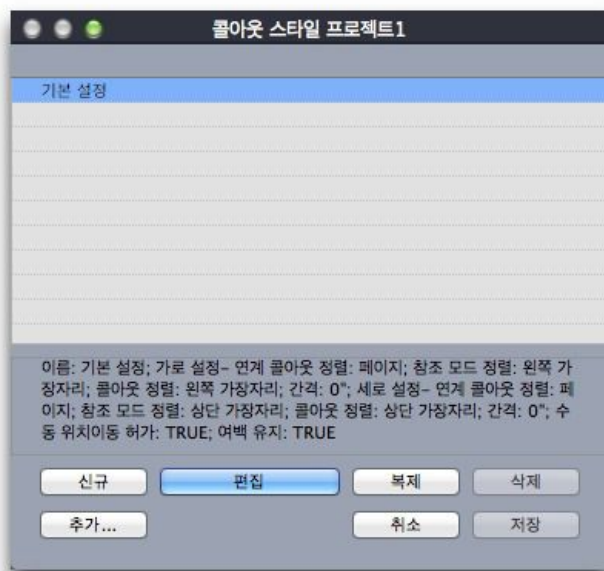 콜아웃 스타일 프로젝트1
기본 설정
이름: 기본 설정; 가로 설정– 연계 콜아웃 정렬: 페이지; 참조 모드 정렬: 왼쪽 가
장자리; 콜아웃 정렬: 왼쪽 가장자리; 간격: 0"; 세로 설정– 연계 콜아웃 정렬: 페
이지; 참조 모드 정렬: 상단 가장자리; 콜아웃 정렬: 상단 가장자리; 간격: 0"; 수
동 위치이동 허가: TRUE; 여백 유지: TRUE
신규 편집 복제 삭제
추가... 취소 저장